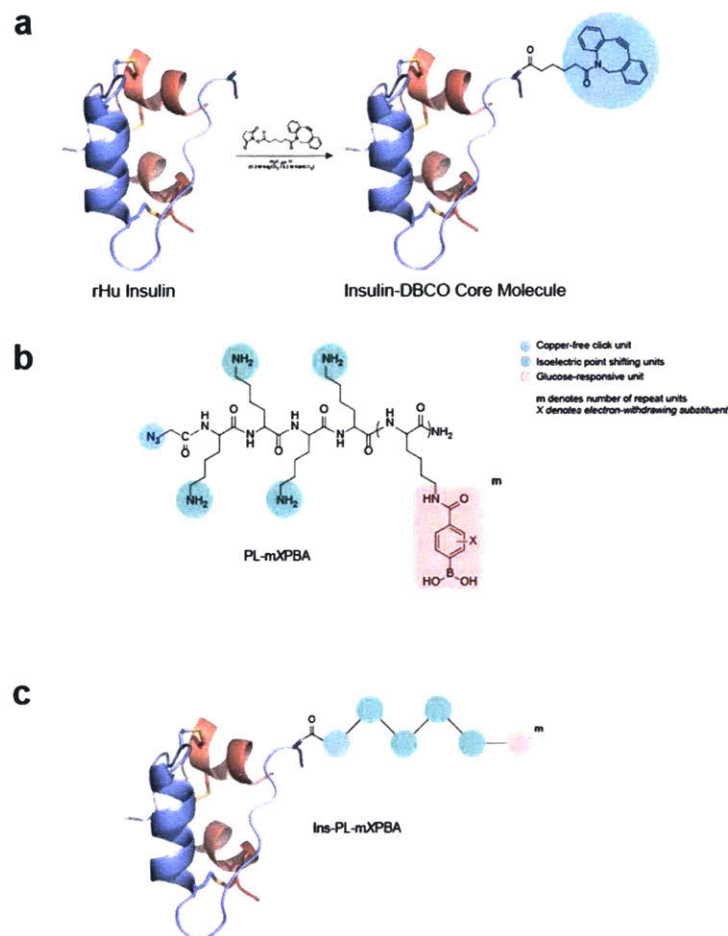 a
rHu Insulin
Insulin-DBCO Core Molecule
b
Copper-free click unit
Isoelectric point shifting units
Glucose-responsive unit
m denotes number of repeat units
X denotes electron-withdrawing substituent
NH₂
NH₂
O
H
N
O
H
N
O
H
N
O
NH₂
N₃
C
O
N
H
O
N
H
O
m
NH₂
NH₂
HN
O
X
B
HO
OH
PL-mXPBA
c
O
m
Ins-PL-mXPBA